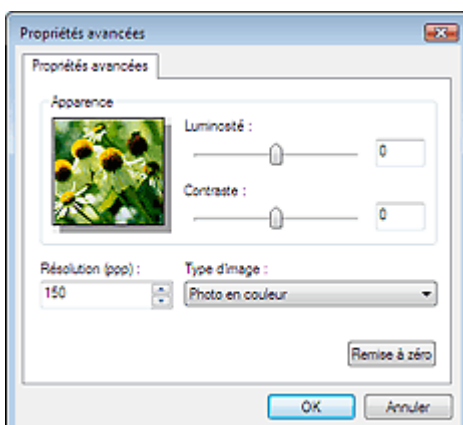 Propriétés avancées
Propriétés avancées
Apparence
Luminosité :
0
Contraste :
0
Résolution (ppp) : Type d'image :
150 Photo en couleur
Remise à zéro
OK Annuler